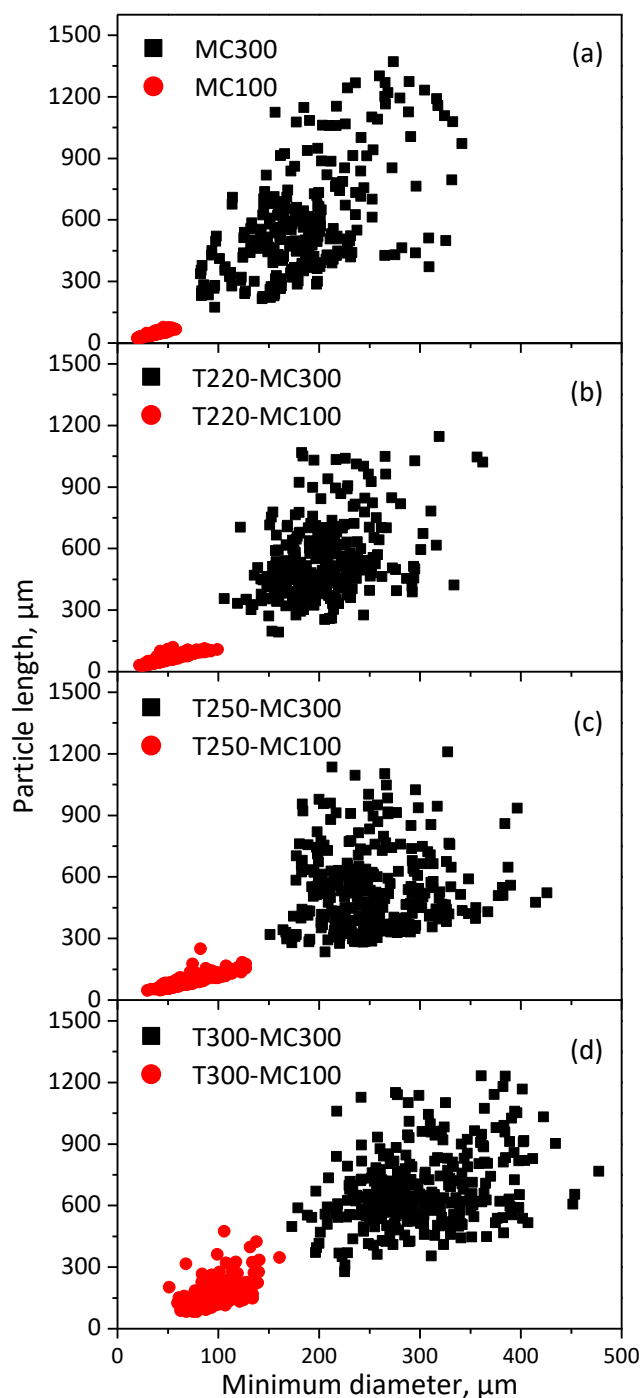 1500
1200
900
600
300
0
MC300
MC100
(a)
1500
1200
900
600
300
0
T220-MC300
T220-MC100
(b)
1500
1200
900
600
300
0
T250-MC300
T250-MC100
(c)
1500
1200
900
600
300
0
T300-MC300
T300-MC100
(d)
0 100 200 300 400 500
Minimum diameter, µm
Particle length, µm